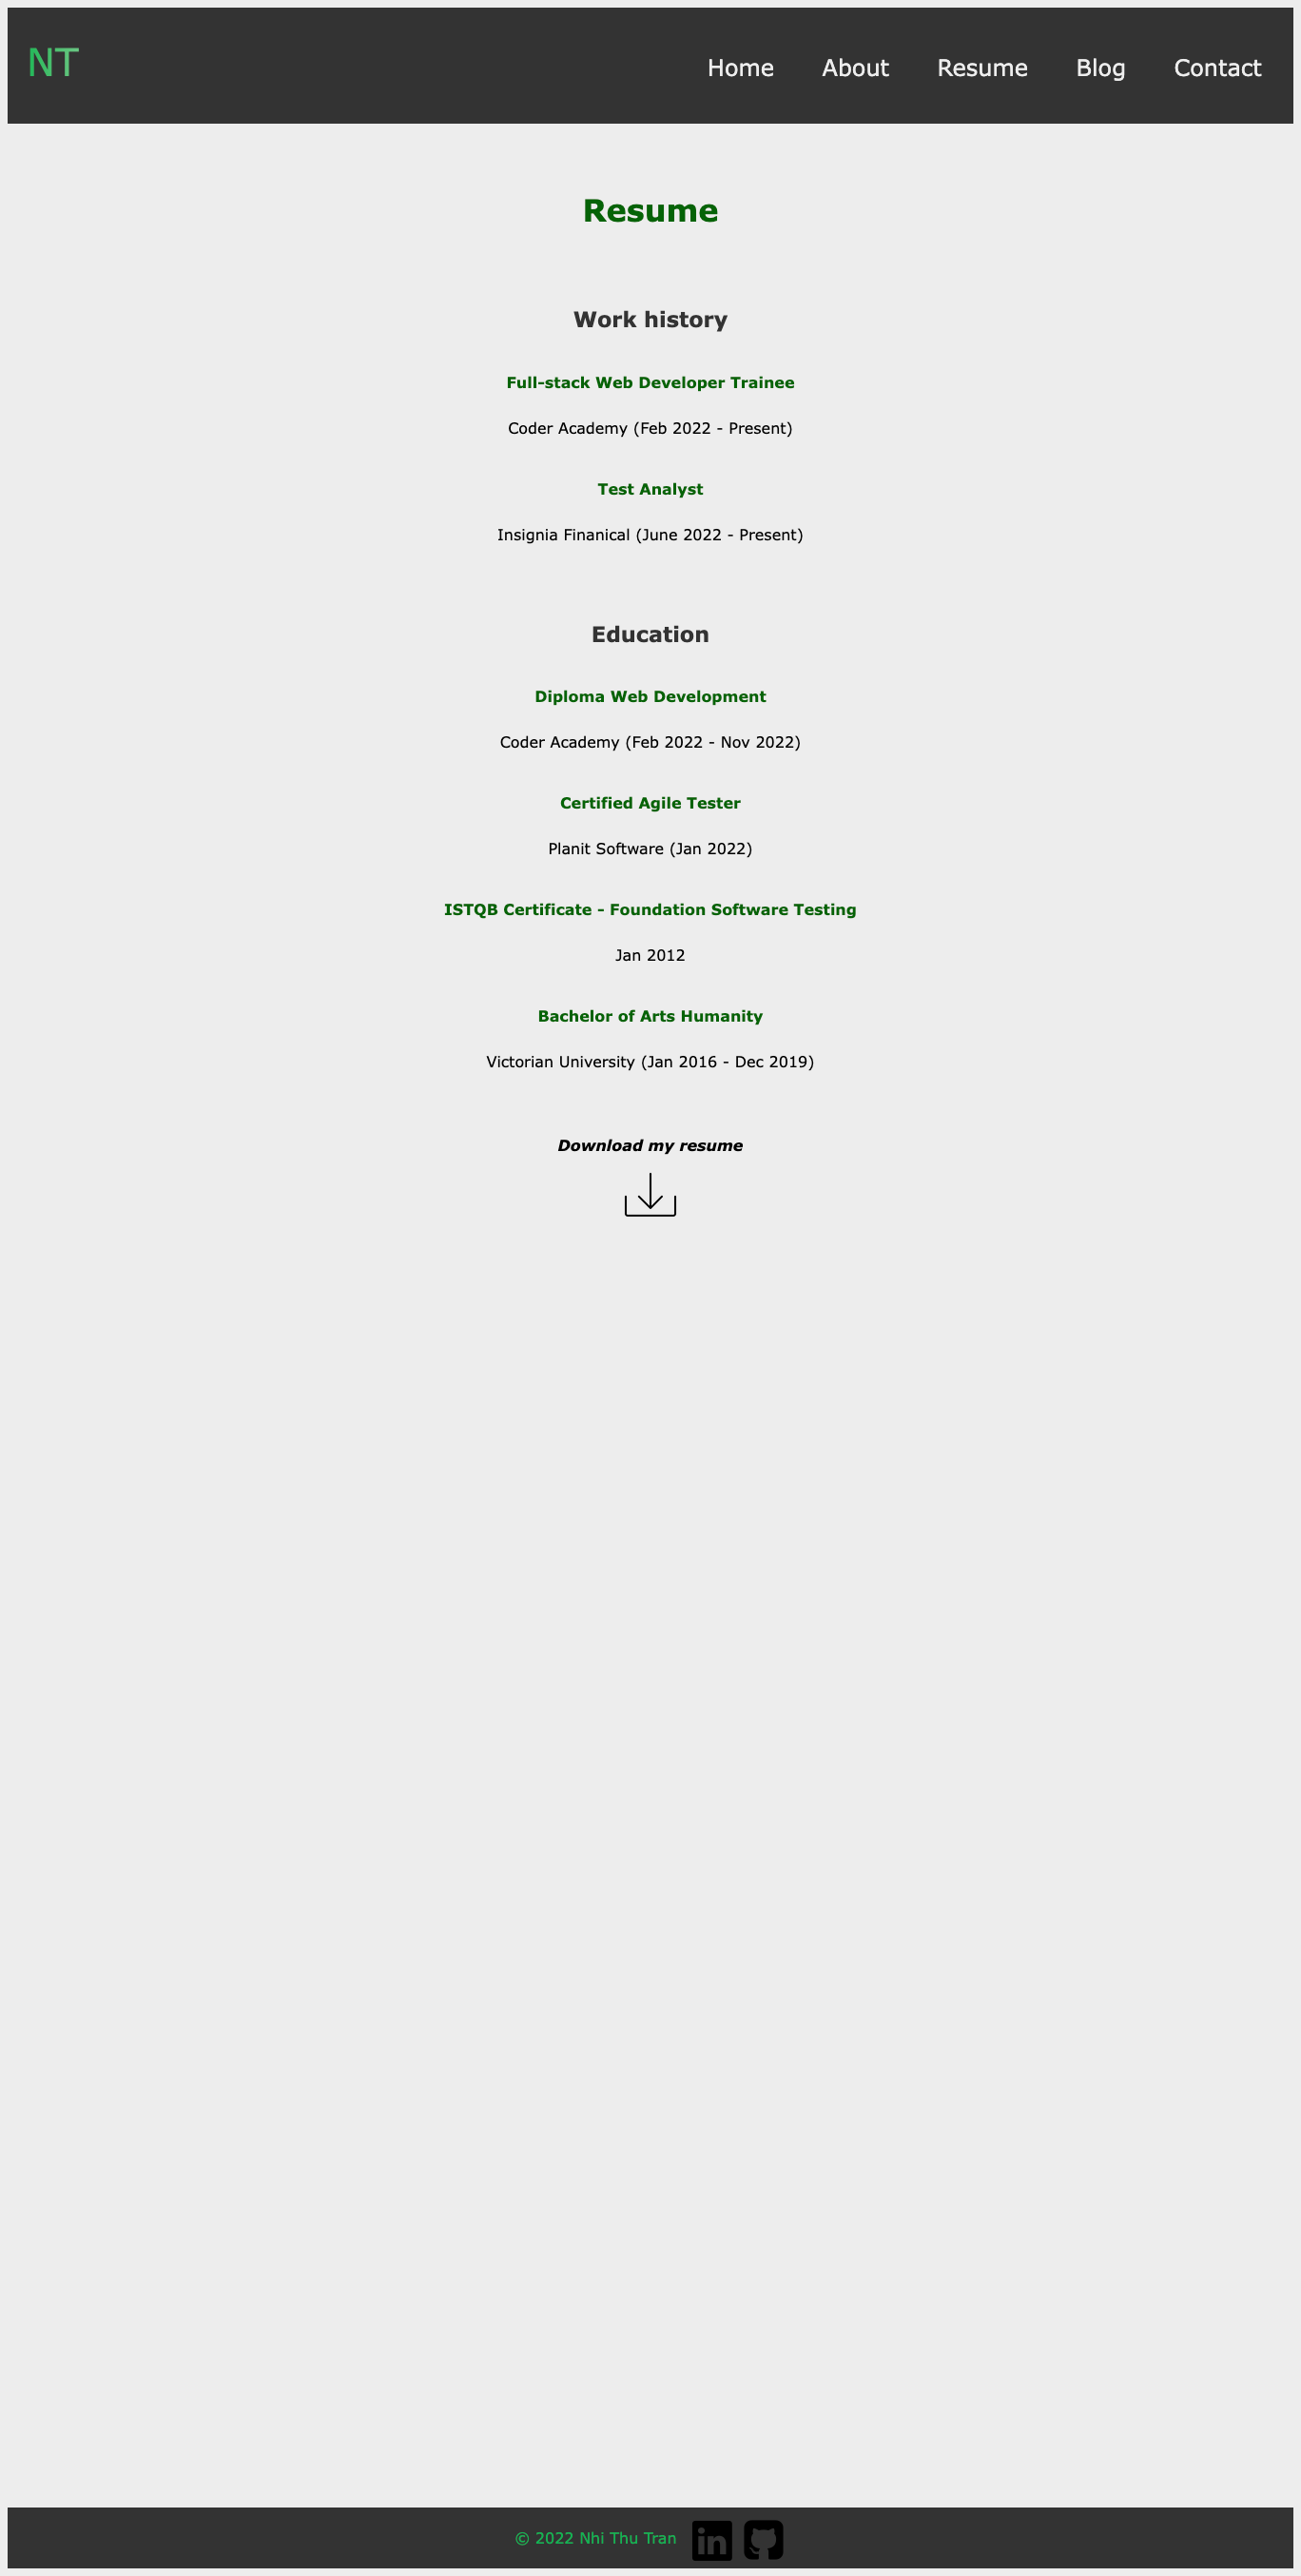 NT
Home About Resume Blog Contact
Resume
Work history
Full-stack Web Developer Trainee
Coder Academy (Feb 2022 - Present)
Test Analyst
Insignia Finanical (June 2022 - Present)
Education
Diploma Web Development
Coder Academy (Feb 2022 - Nov 2022)
Certified Agile Tester
Planit Software (Jan 2022)
ISTQB Certificate - Foundation Software Testing
Jan 2012
Bachelor of Arts Humanity
Victorian University (Jan 2016 - Dec 2019)
Download my resume
© 2022 Nhi Thu Tran in